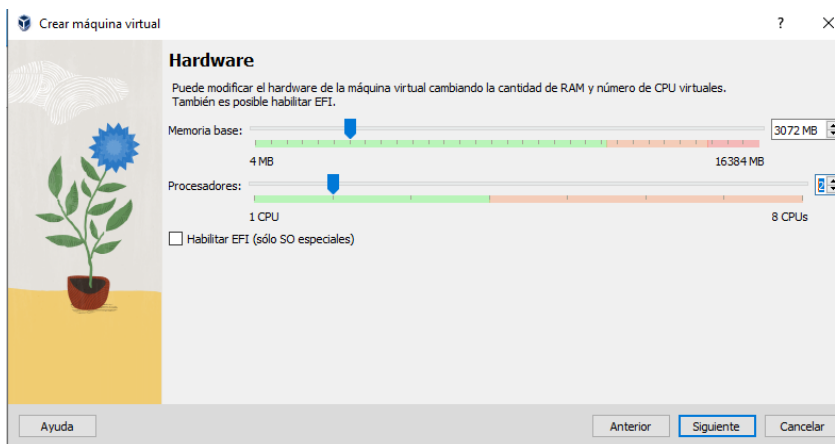 Crear máquina virtual
?
Hardware
Puede modificar el hardware de la máquina virtual cambiando la cantidad de RAM y número de CPU virtuales.
También es posible habilitar EFI.
Memoria base:
3072 MB
4 MB
16384 MB
Procesadores:
2
1 CPU
8 CPUs
Habilitar EFI (sólo SO especiales)
Ayuda
Anterior
Siguiente
Cancelar